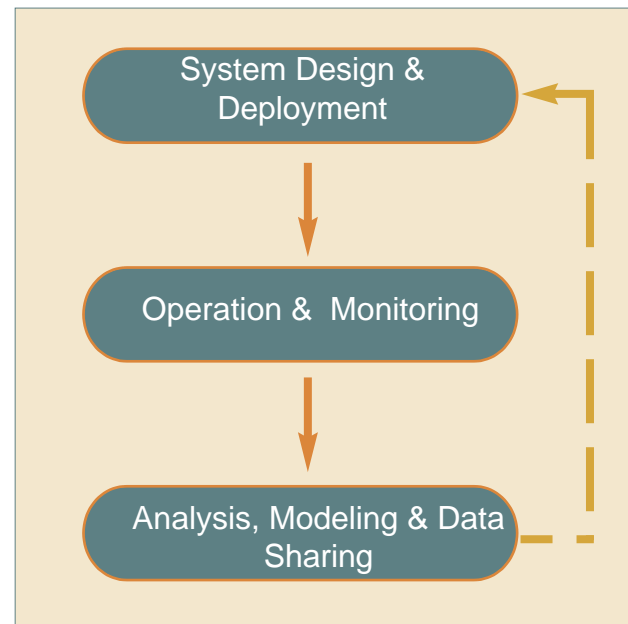 System Design &
Deployment
Operation &  Monitoring
Analysis, Modeling & Data
Sharing